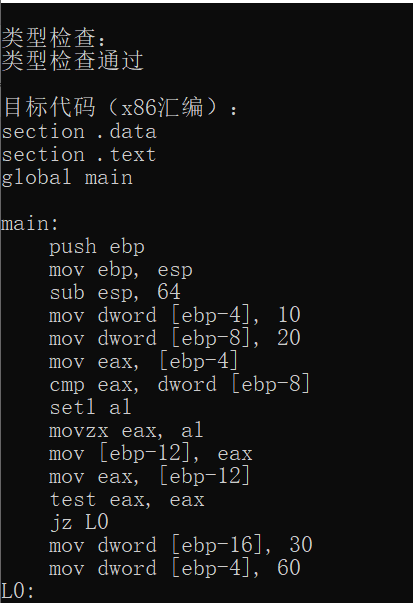 类型检查：
类型检查通过
目标代码（x86汇编）：
section .data
section .text
global main
main:
    push ebp
    mov ebp, esp
    sub esp, 64
    mov dword [ebp-4], 10
    mov dword [ebp-8], 20
    mov eax, [ebp-4]
    cmp eax, dword [ebp-8]
    setl al
    movzx eax, al
    mov [ebp-12], eax
    mov eax, [ebp-12]
    test eax, eax
    jz L0
    mov dword [ebp-16], 30
    mov dword [ebp-4], 60
L0: